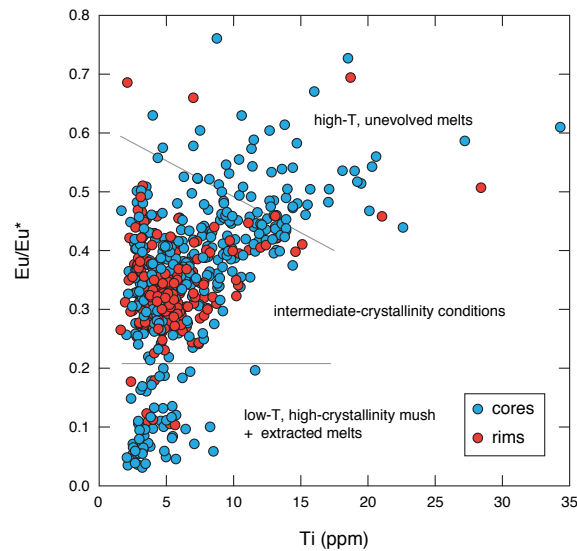 0.8
0.7
0.6
0.5
0.4
0.3
0.2
0.1
0.0
Eu/Eu*
high-T, unevolved melts
intermediate-crystallinity conditions
low-T, high-crystallinity mush
+ extracted melts
cores
rims
0 5 10 15 20 25 30 35
Ti (ppm)